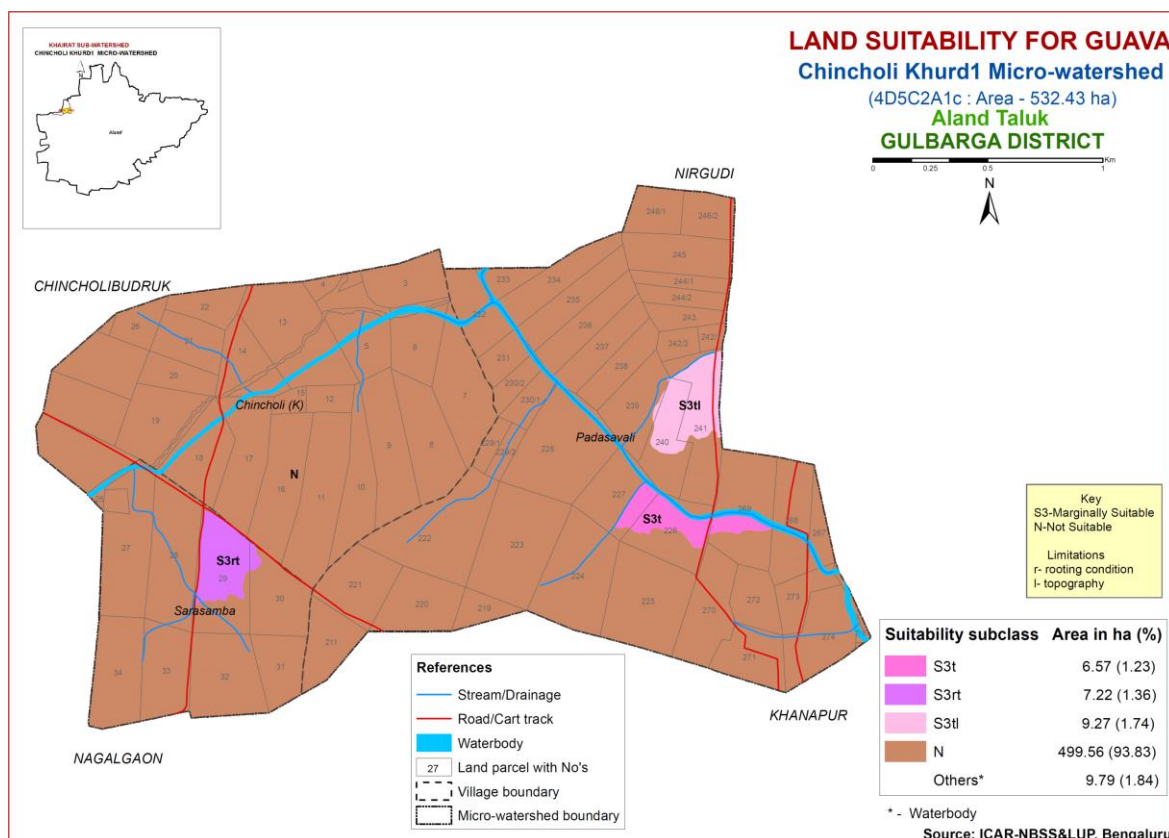 KHAIRAT SUB-WATERSHED
CHINCHOLI KHURD1 MICRO-WATERSHED
Aland
LAND SUITABILITY FOR GUAVA
Chincholi Khurd1 Micro-watershed
(4D5C2A1c : Area - 532.43 ha)
Aland Taluk
GULBARGA DISTRICT
0 0.25 0.5 1 Km
N
NIRGUDI
CHINCHOLIBUDRUK
246/1 246/2
245
244/1
244/2
243
242/2
233 234
235
236
237
238
239
240 241
S3tl
232
231
230/2
230/1
229/1
229/2
228
Padasavali
4 3
22
26 21
13
14
5 6
20
15 12
7
Chincholi (K)
19
18 17
N
16 11 10
9 8
25
27 28
S3rt
29
Sarasamba
30
31
32
33
34
211
221
220
219
222
223
224
225
227
S3t
226
269
268
267
270
271
272
273
274
KHANAPUR
NAGALGAON
Key
S3-Marginally Suitable
N-Not Suitable
Limitations
r- rooting condition
l- topography
Suitability subclass Area in ha (%)
S3t 6.57 (1.23)
S3rt 7.22 (1.36)
S3tl 9.27 (1.74)
N 499.56 (93.83)
Others* 9.79 (1.84)
* - Waterbody
Source: ICAR-NBSS&LUP, Bengaluru
References
Stream/Drainage
Road/Cart track
Waterbody
27 Land parcel with No's
Village boundary
Micro-watershed boundary